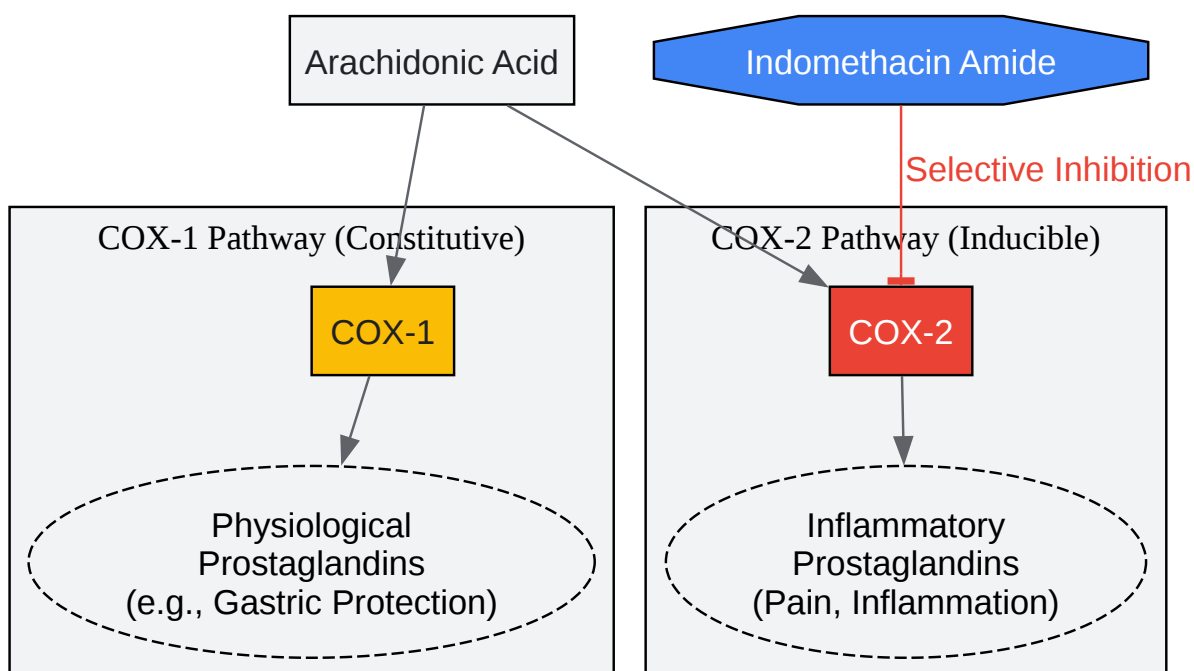 Arachidonic Acid
Indomethacin Amide
Selective Inhibition
COX-1 Pathway (Constitutive)
COX-2 Pathway (Inducible)
COX-1
COX-2
Physiological
Prostaglandins
(e.g., Gastric Protection)
Inflammatory
Prostaglandins
(Pain, Inflammation)